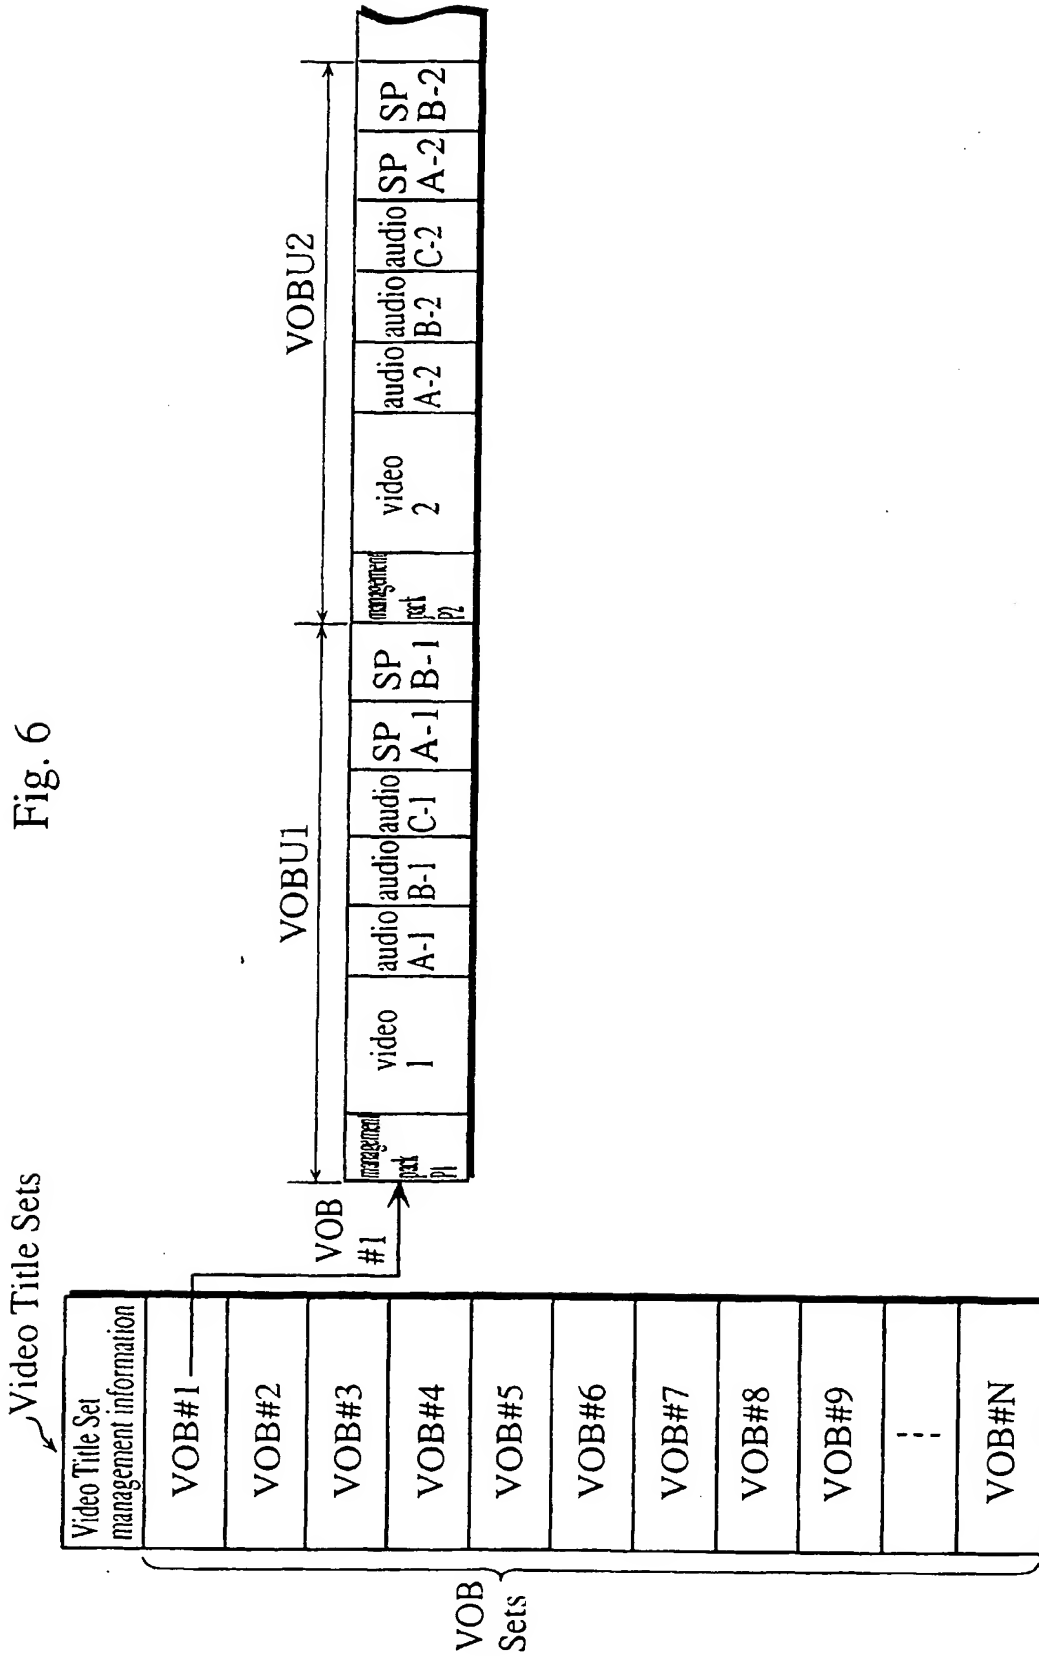 Fig. 6
Video Title Sets
Video Title Set
management information
VOB#1
VOB#2
VOB#3
VOB#4
VOB#5
VOB#6
VOB#7
VOB#8
VOB#9
VOB#N
VOB
Sets
VOB
#1
VOBU1
management
pack
P1
video
1
audio
A-1
audio
B-1
audio
C-1
SP
A-1
SP
B-1
VOBU2
management
pack
P2
video
2
audio
A-2
audio
B-2
audio
C-2
SP
A-2
SP
B-2